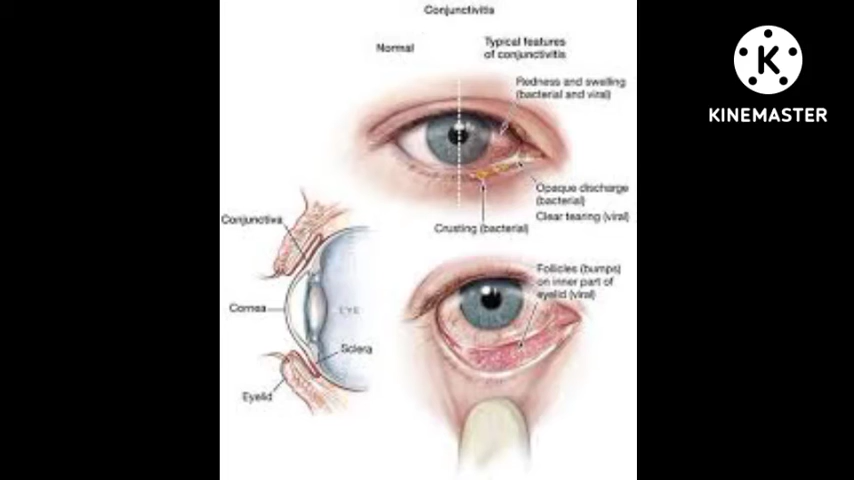 Conjunctivitis
Normal
Typical features
of conjunctivitis
Redness and swelling
(bacterial and viral)
Opaque discharge
(bacterial)
Clear tearing (viral)
Crusting (bacterial)
Conjunctiva
Cornea
EYE
Sclera
Eyelid
Follicles (bumps)
on inner part of
eyelid (viral)
KINEMASTER